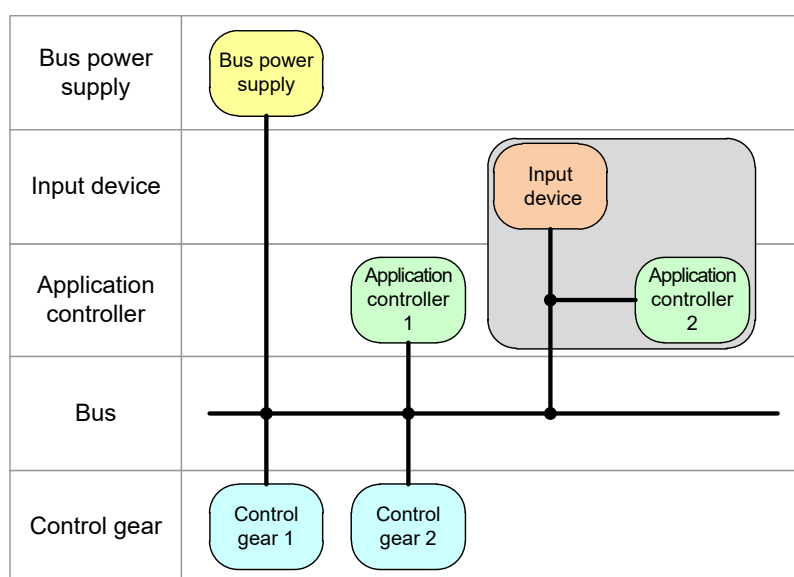 Bus power
supply
Bus power
supply
Input device
Input
device
Application
controller
Application
controller
1
Application
controller
2
Bus
Control gear
Control
gear 1
Control
gear 2